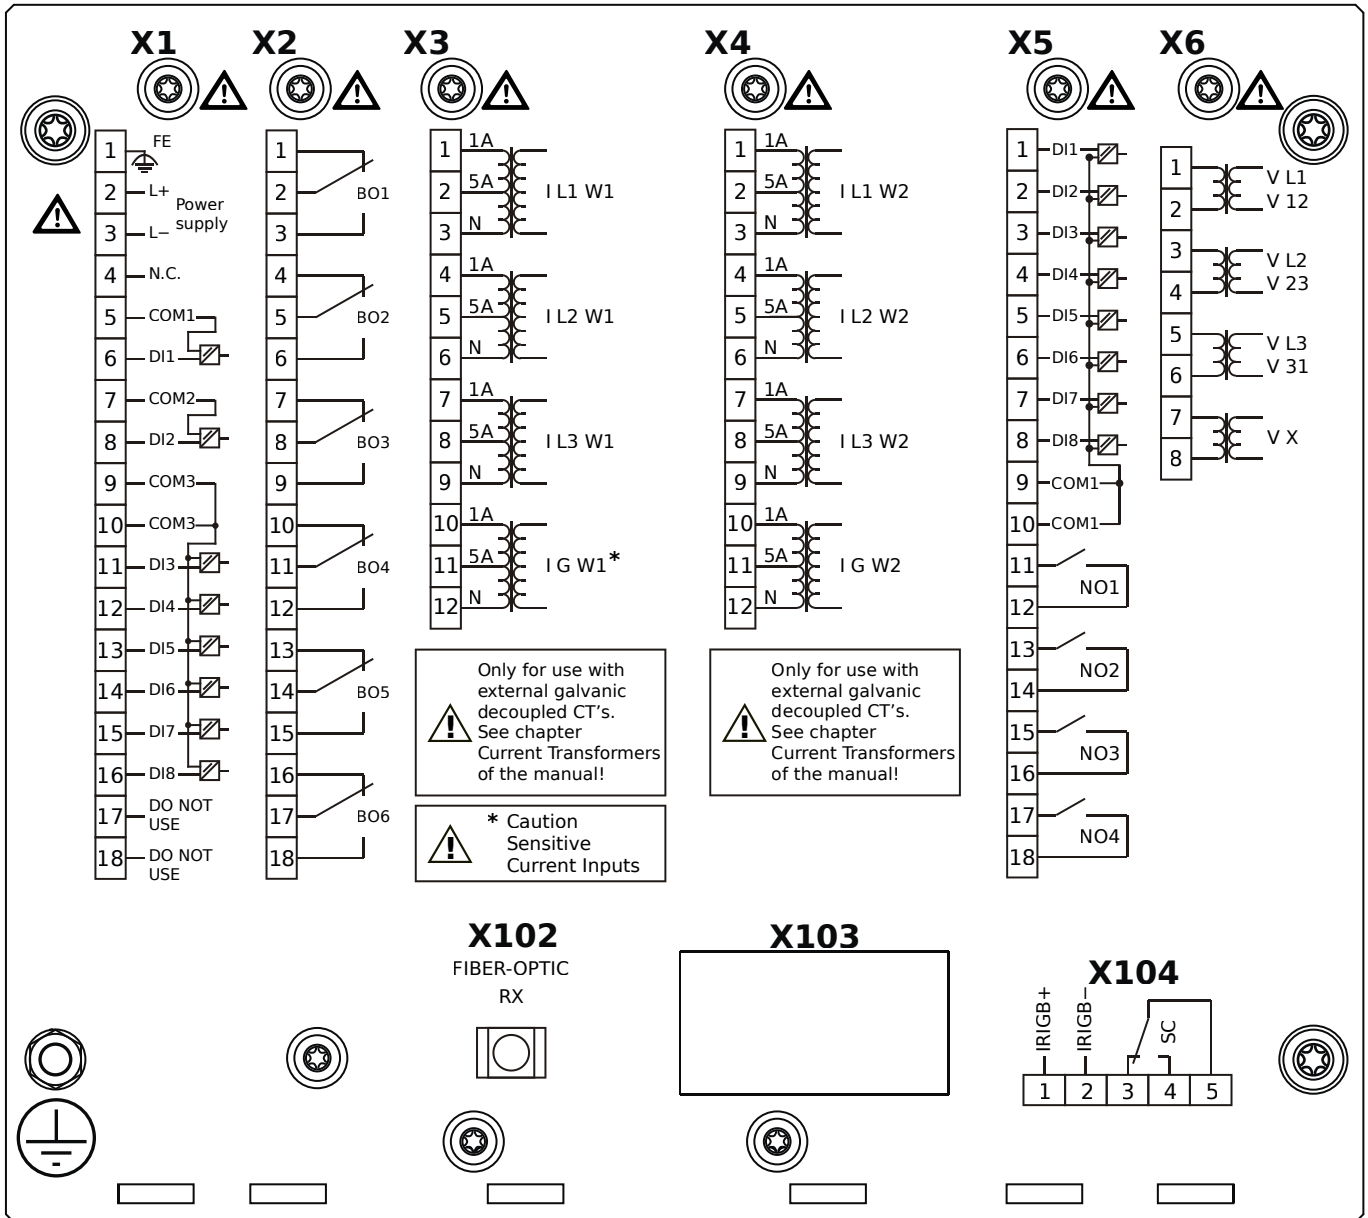 X1
X2
X3
X4
X5
X6
1
FE
2
L+
Power
supply
3
L−
4
N.C.
5
COM1
6
DI1
7
COM2
8
DI2
9
COM3
10
COM3
11
DI3
12
DI4
13
DI5
14
DI6
15
DI7
16
DI8
17
DO NOT
USE
18
DO NOT
USE
1
2
BO1
3
4
5
BO2
6
7
8
BO3
9
10
11
BO4
12
13
14
BO5
15
16
17
BO6
18
1
1A
2
5A
I L1 W1
3
N
4
1A
5
5A
I L2 W1
6
N
7
1A
8
5A
I L3 W1
9
N
10
1A
11
5A
I G W1*
12
N
Only for use with
external galvanic
decoupled CT's.
See chapter
Current Transformers
of the manual!
* Caution
Sensitive
Current Inputs
1
1A
2
5A
I L1 W2
3
N
4
1A
5
5A
I L2 W2
6
N
7
1A
8
5A
I L3 W2
9
N
10
1A
11
5A
I G W2
12
N
Only for use with
external galvanic
decoupled CT's.
See chapter
Current Transformers
of the manual!
1
DI1
2
DI2
3
DI3
4
DI4
5
DI5
6
DI6
7
DI7
8
DI8
9
COM1
10
COM1
11
NO1
12
13
NO2
14
15
NO3
16
17
NO4
18
1
V L1
V 12
2
3
V L2
V 23
4
5
V L3
V 31
6
7
V X
8
X102
FIBER-OPTIC
RX
X103
X104
IRIGB+
IRIGB−
SC
1
2
3
4
5